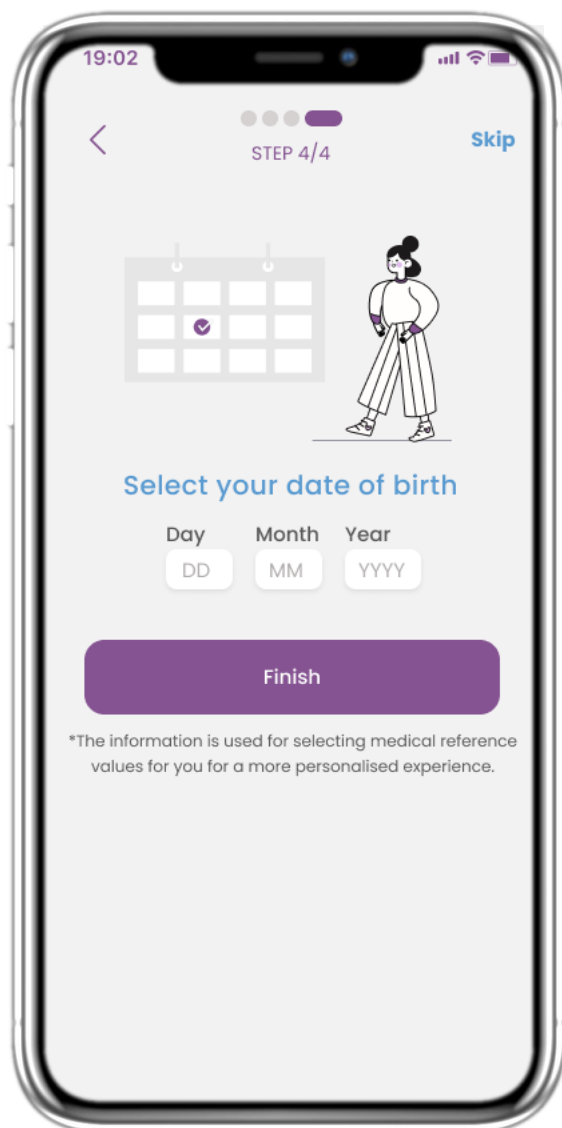 19:02
STEP 4/4
Skip
Select your date of birth
Day Month Year
DD MM YYYY
Finish
*The information is used for selecting medical reference
values for you for a more personalised experience.